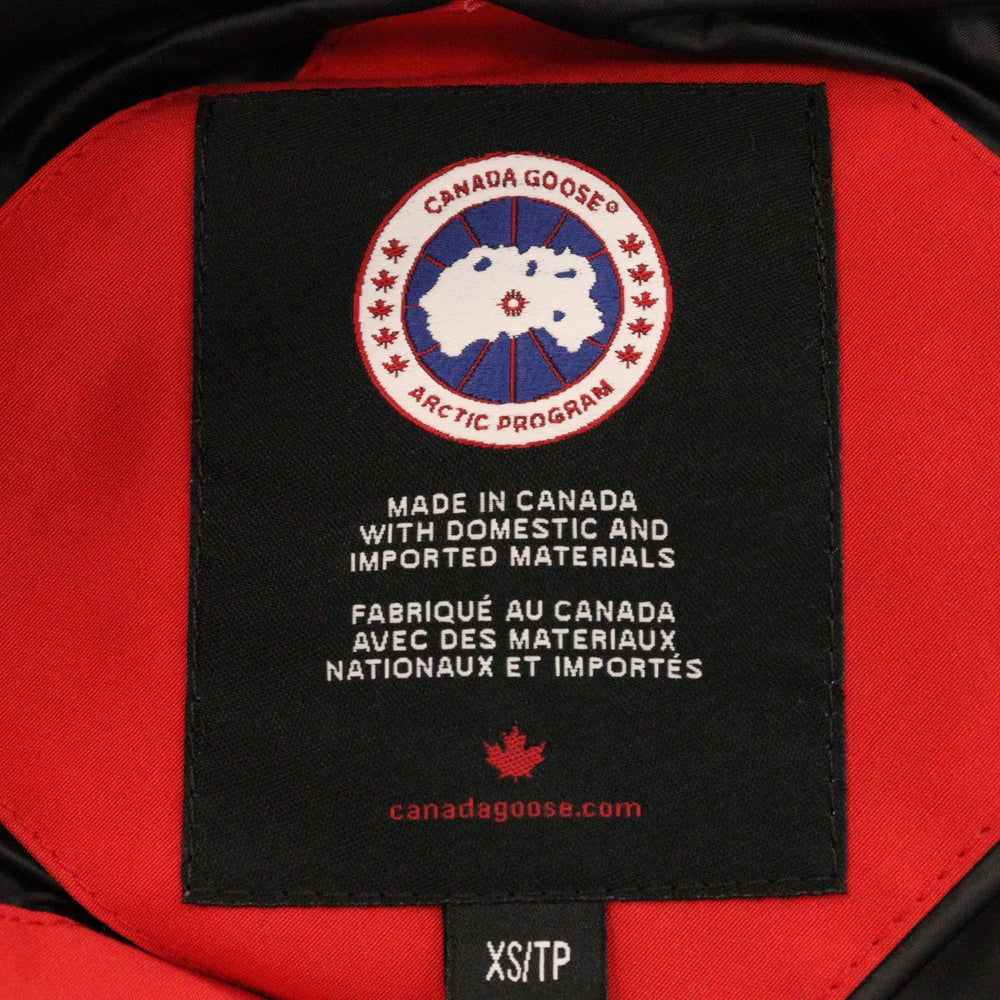 CANADA GOOSE®
ARCTIC PROGRAM
MADE IN CANADA
WITH DOMESTIC AND
IMPORTED MATERIALS
FABRIQUÉ AU CANADA
AVEC DES MATERIAUX
NATIONAUX ET IMPORTÉS
canadagoose.com
XS/TP